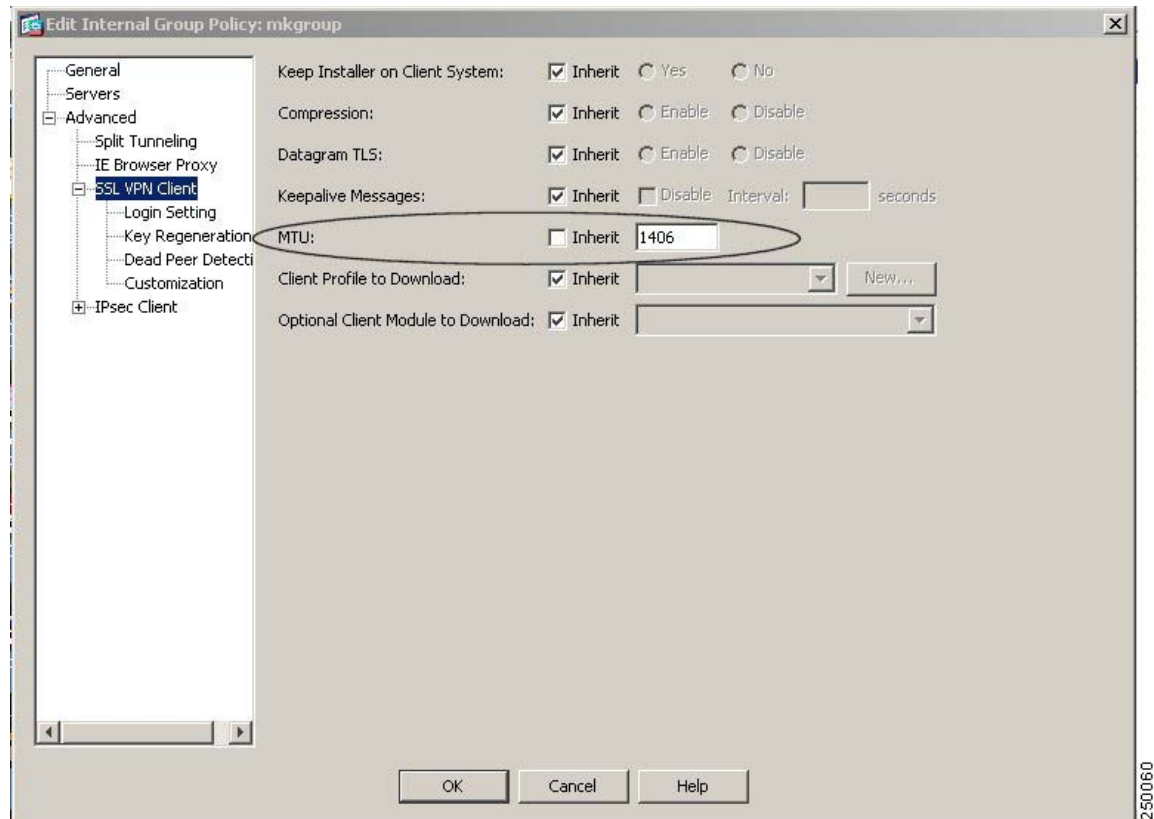 Edit Internal Group Policy: mkgroup
General
Servers
Advanced
Split Tunneling
IE Browser Proxy
SSL VPN Client
Login Setting
Key Regeneration
Dead Peer Detecti
Customization
IPsec Client
Keep Installer on Client System: Inherit Yes No
Compression: Inherit Enable Disable
Datagram TLS: Inherit Enable Disable
Keepalive Messages: Inherit Disable Interval: seconds
MTU: Inherit 1406
Client Profile to Download: Inherit New...
Optional Client Module to Download: Inherit
OK Cancel Help
250060